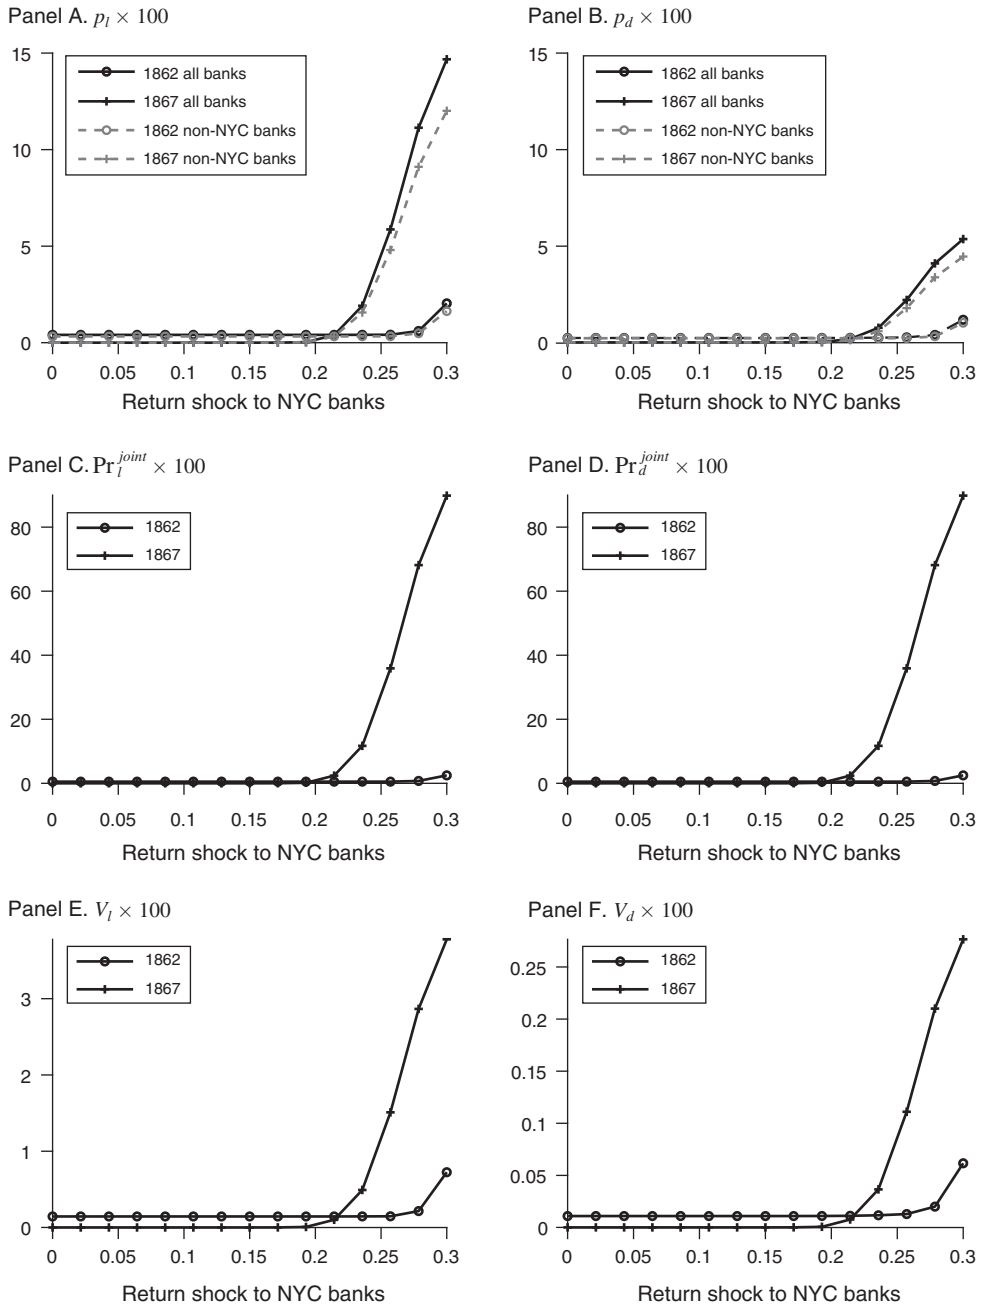 Panel A. p_l × 100
15
10
5
0
1862 all banks
1867 all banks
1862 non-NYC banks
1867 non-NYC banks
0 0.05 0.1 0.15 0.2 0.25 0.3
Return shock to NYC banks
Panel B. p_d × 100
15
10
5
0
1862 all banks
1867 all banks
1862 non-NYC banks
1867 non-NYC banks
0 0.05 0.1 0.15 0.2 0.25 0.3
Return shock to NYC banks
Panel C. Pr_l^joint × 100
80
60
40
20
0
1862
1867
0 0.05 0.1 0.15 0.2 0.25 0.3
Return shock to NYC banks
Panel D. Pr_d^joint × 100
80
60
40
20
0
1862
1867
0 0.05 0.1 0.15 0.2 0.25 0.3
Return shock to NYC banks
Panel E. V_l × 100
3
2
1
0
1862
1867
0 0.05 0.1 0.15 0.2 0.25 0.3
Return shock to NYC banks
Panel F. V_d × 100
0.25
0.2
0.15
0.1
0.05
0
1862
1867
0 0.05 0.1 0.15 0.2 0.25 0.3
Return shock to NYC banks